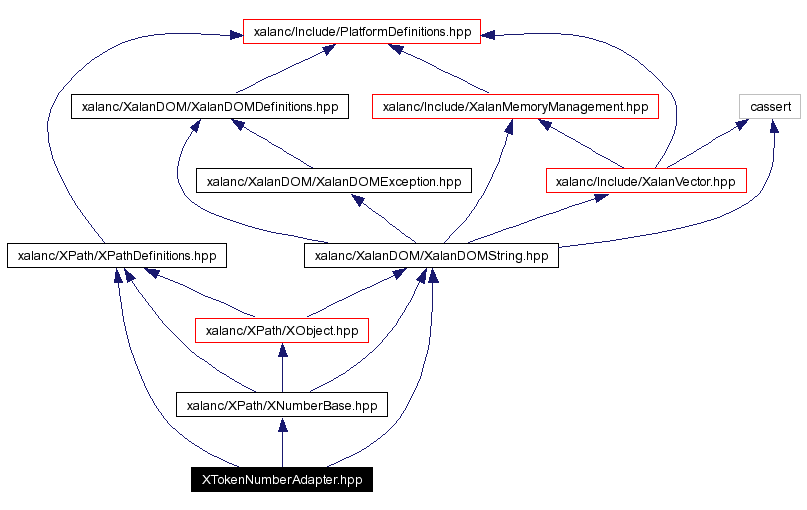 xalanc/Include/PlatformDefinitions.hpp
xalanc/XalanDOM/XalanDOMDefinitions.hpp
xalanc/Include/XalanMemoryManagement.hpp
cassert
xalanc/XalanDOM/XalanDOMException.hpp
xalanc/Include/XalanVector.hpp
xalanc/XPath/XPathDefinitions.hpp
xalanc/XalanDOM/XalanDOMString.hpp
xalanc/XPath/XObject.hpp
xalanc/XPath/XNumberBase.hpp
XTokenNumberAdapter.hpp